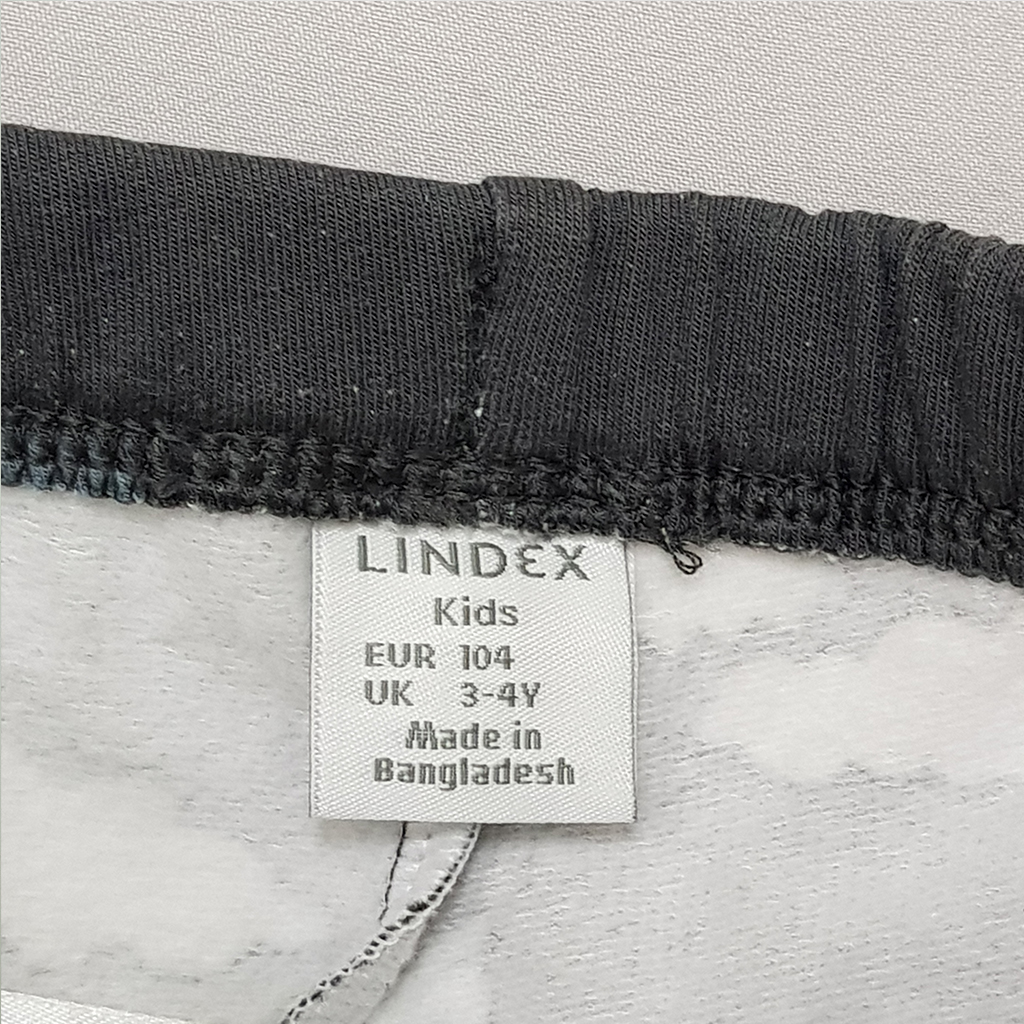 LINDEX
Kids
EUR 104
UK 3-4Y
Made in
Bangladesh